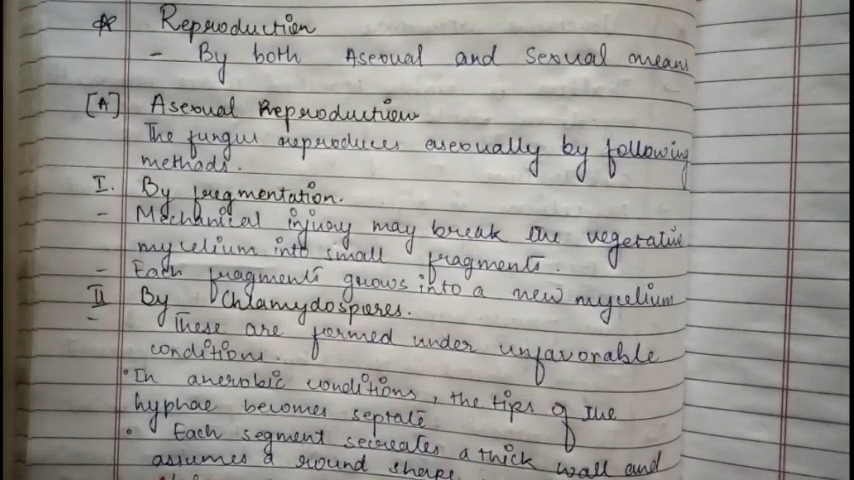 * Reproduction
- By both Asexual and Sexual means
[A] Asexual Reproduction
The fungus reproduces asexually by following
methods.
I. By fregmentation.
- Mechanical injury may break the vegetative
mycelium into small fragments.
- Each fragments grows into a new mycelium
II By Chlamydospores.
- These are formed under unfavorable
conditions.
• In anerobic conditions, the tips of the
hyphae becomes septate
• Each segment secreates a thick wall and
assumes a round shape.